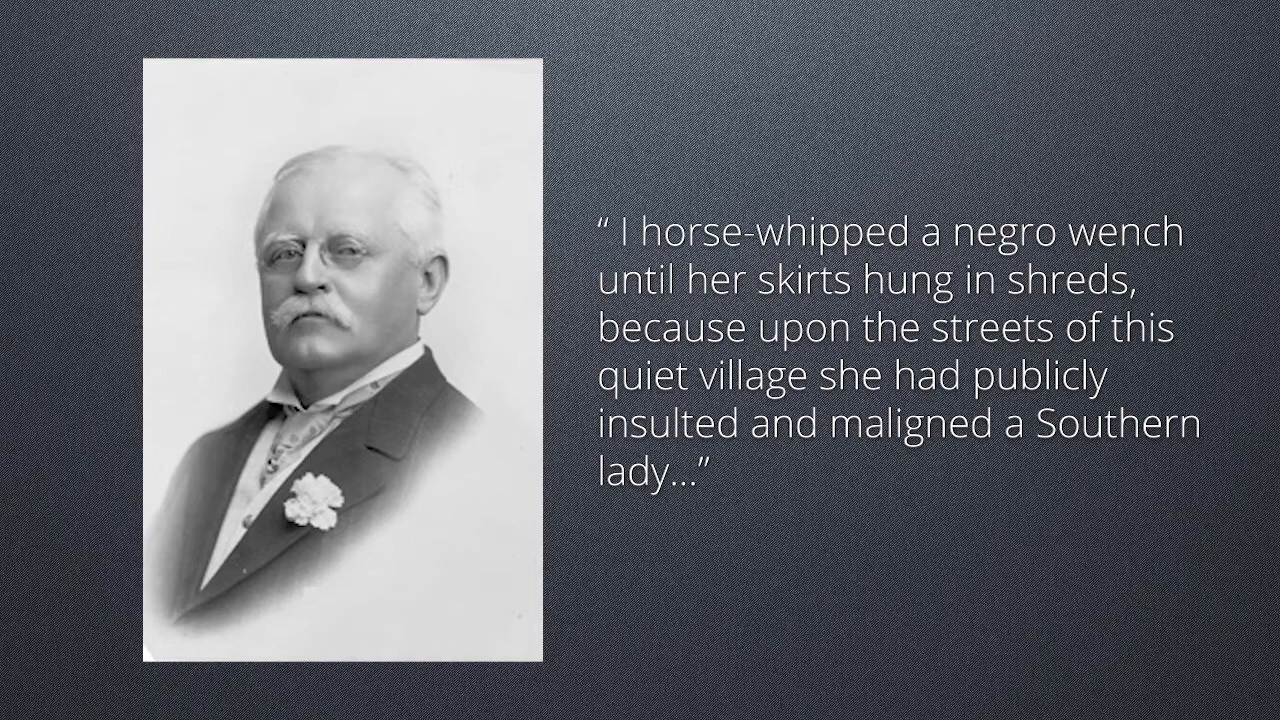 “ I horse-whipped a negro wench
until her skirts hung in shreds,
because upon the streets of this
quiet village she had publicly
insulted and maligned a Southern
lady...”